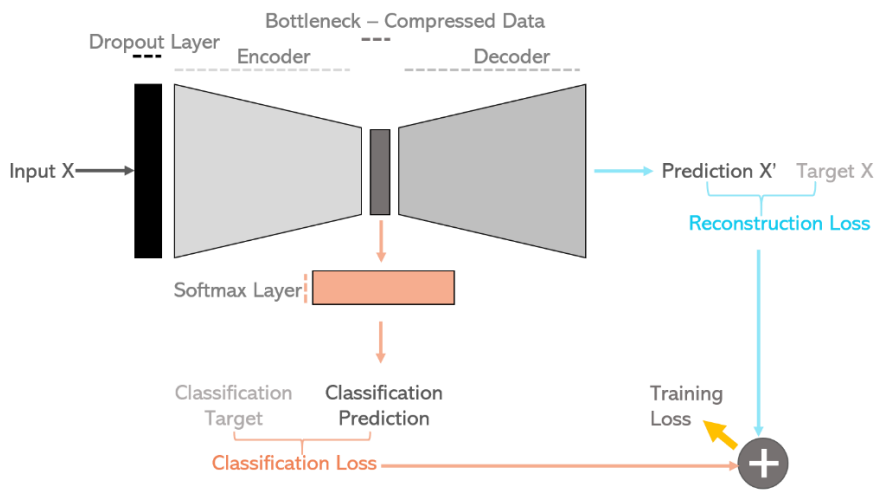 Bottleneck – Compressed Data
Dropout Layer
Encoder
Decoder
Input X
Prediction X'
Target X
Reconstruction Loss
Softmax Layer
Classification
Target
Classification
Prediction
Training
Loss
Classification Loss
+